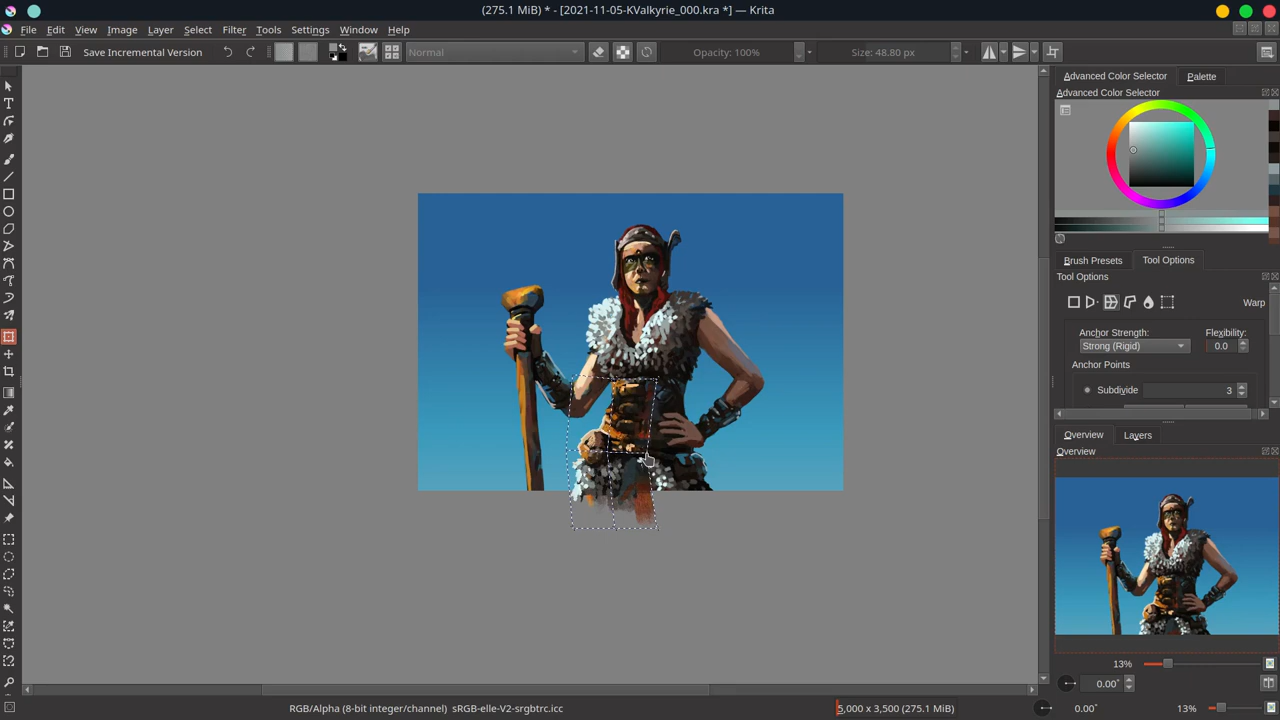 (275.1 MiB) * - [2021-11-05-KValkyrie_000.kra *] — Krita
File Edit View Image Layer Select Filter Tools Settings Window Help
Save Incremental Version Normal Opacity: 100% Size: 48.80 px
Advanced Color Selector Palette
Advanced Color Selector
Brush Presets Tool Options
Tool Options
Warp
Anchor Strength: Flexibility:
Strong (Rigid) 0.0
Anchor Points
Subdivide 3
Overview Layers
Overview
13%
0.00°
RGB/Alpha (8-bit integer/channel) sRGB-elle-V2-srgbtrc.icc 5,000 x 3,500 (275.1 MiB) 0.00° 13%